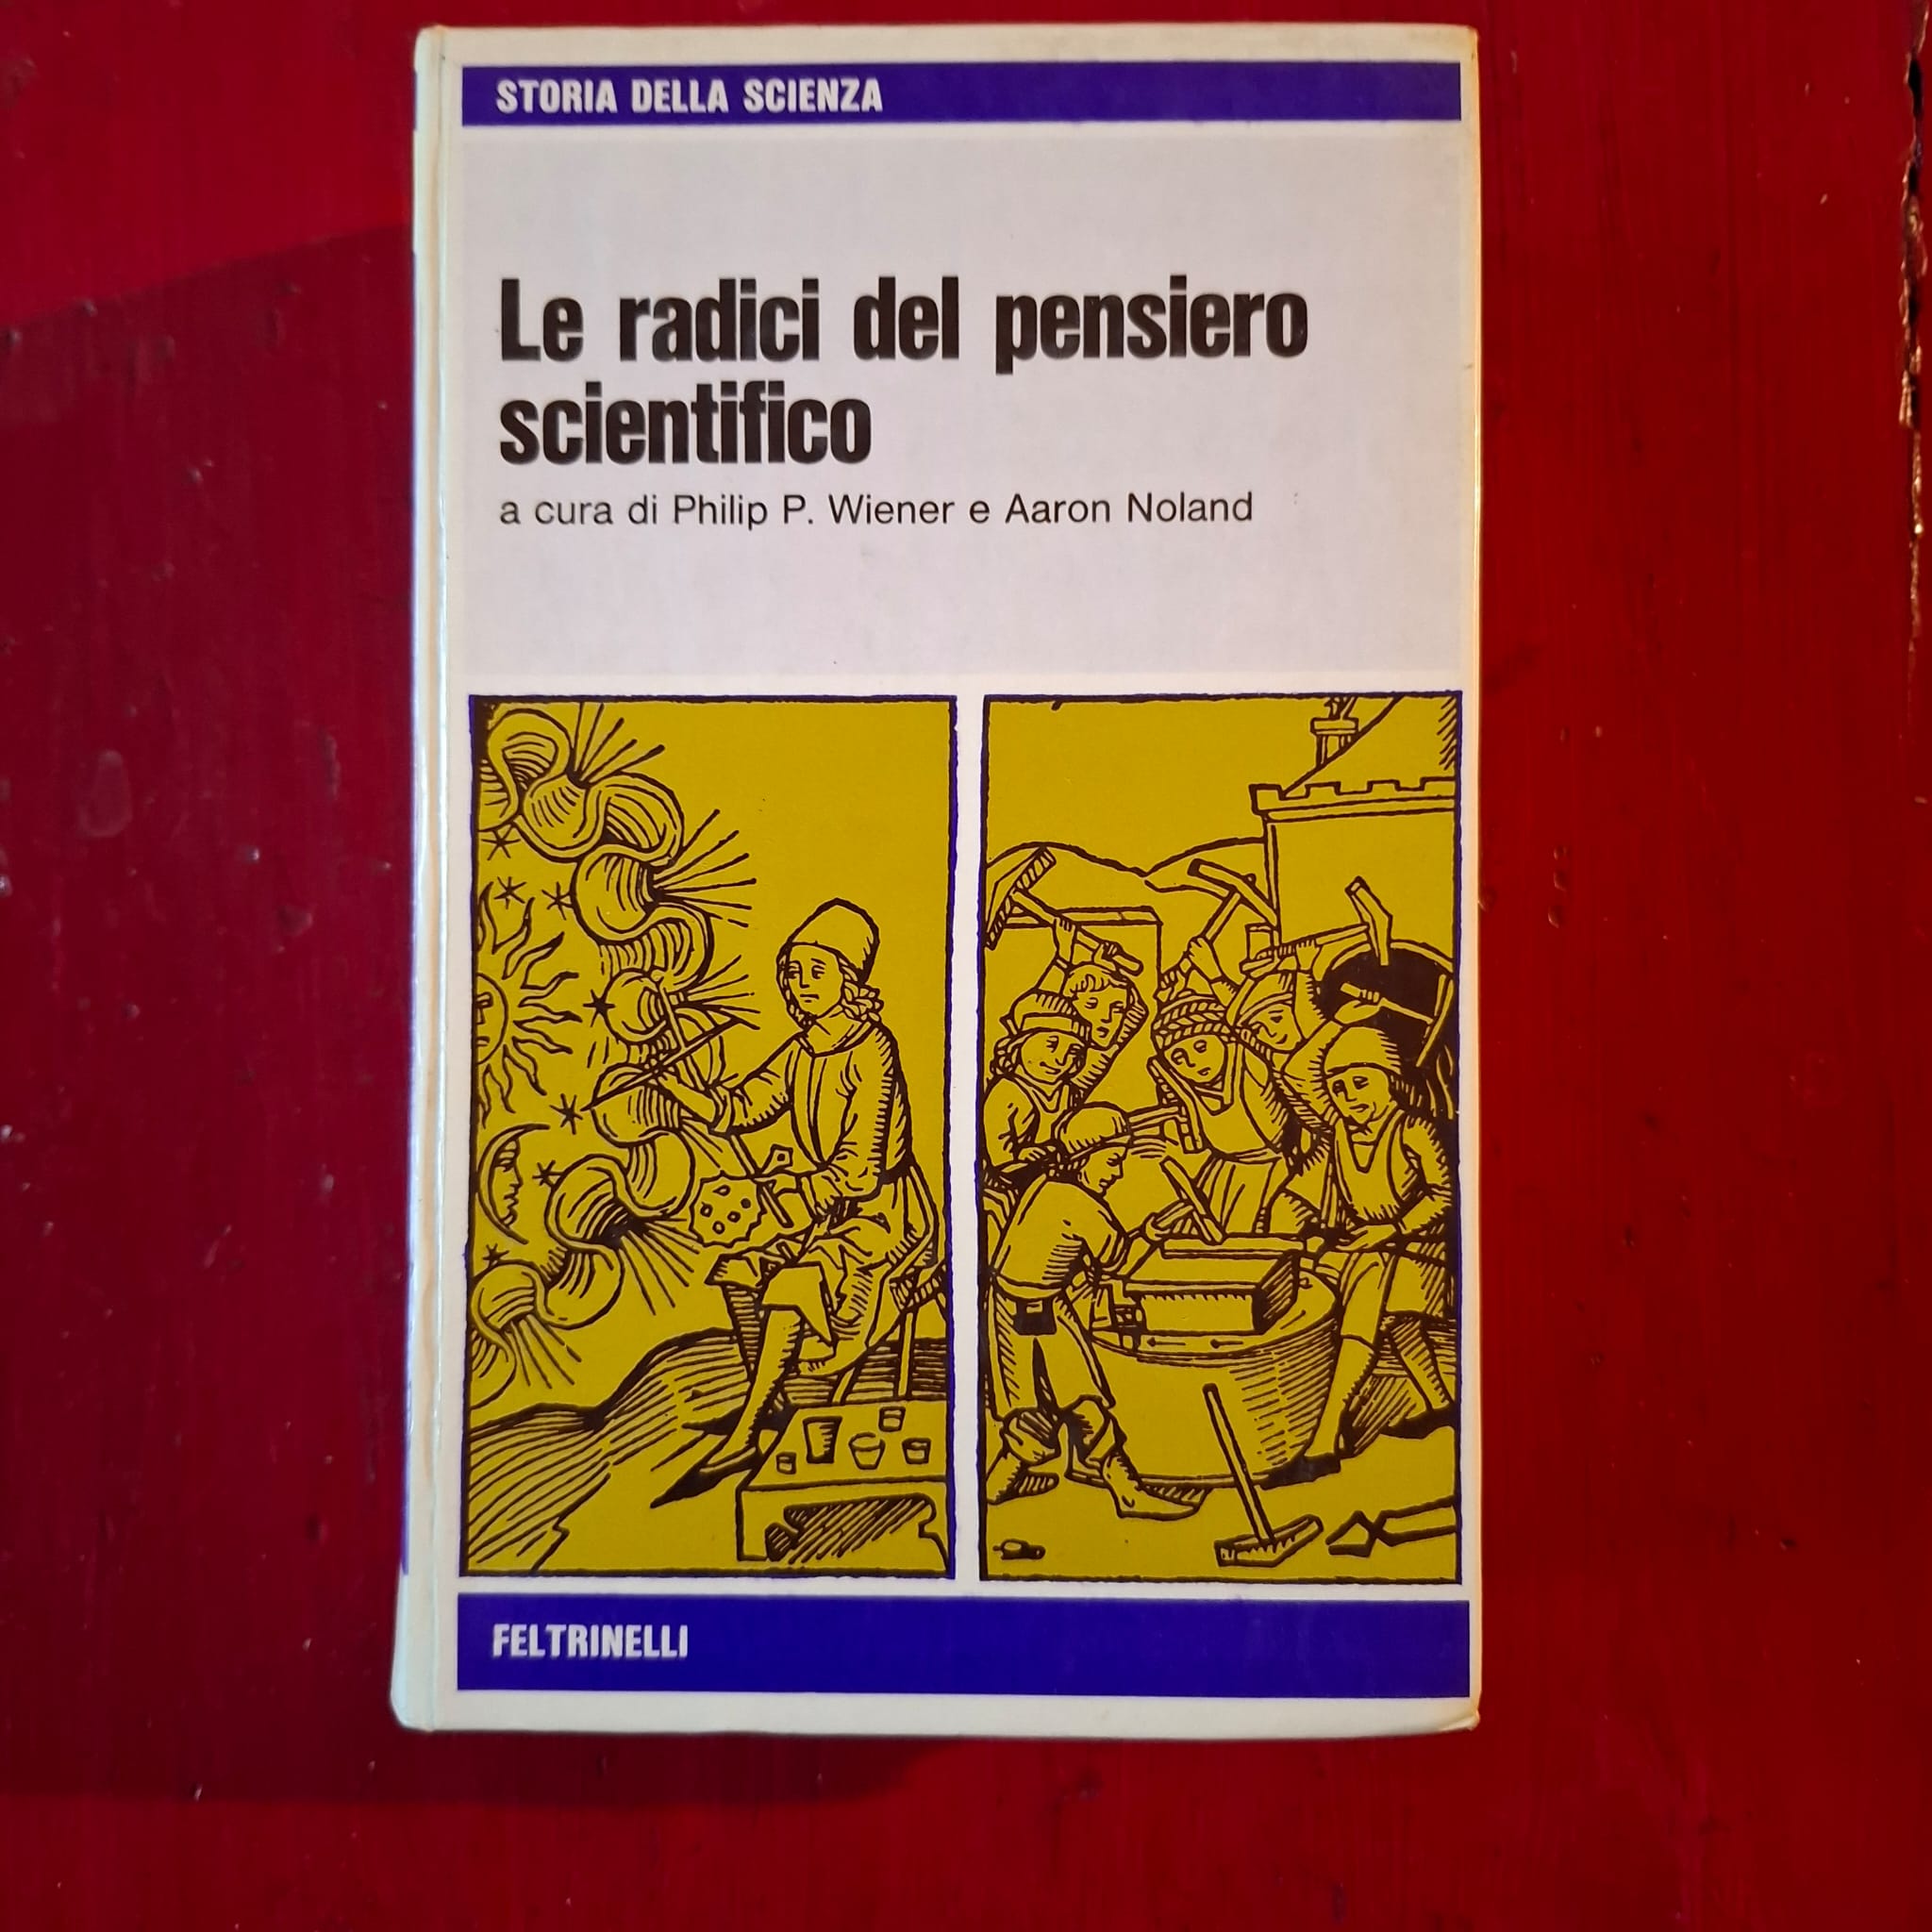 STORIA DELLA SCIENZA
Le radici del pensiero
scientifico
a cura di Philip P. Wiener e Aaron Noland
FELTRINELLI